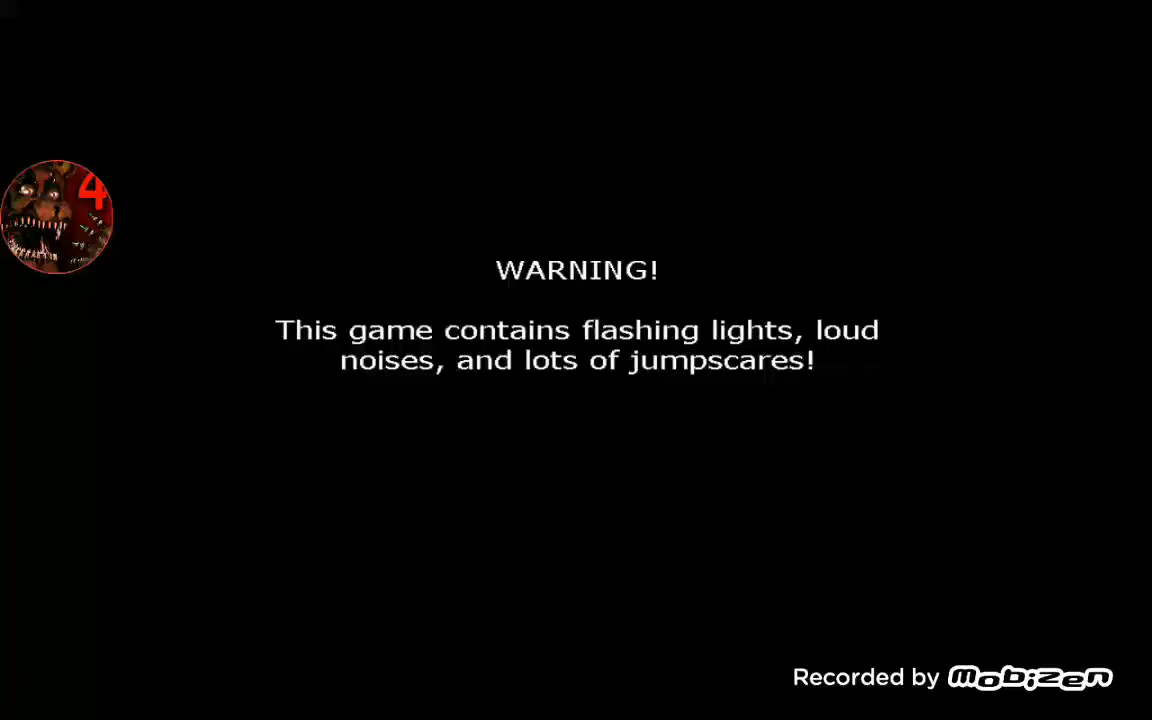 4
WARNING!
This game contains flashing lights, loud
noises, and lots of jumpscares!
Recorded by mobizen